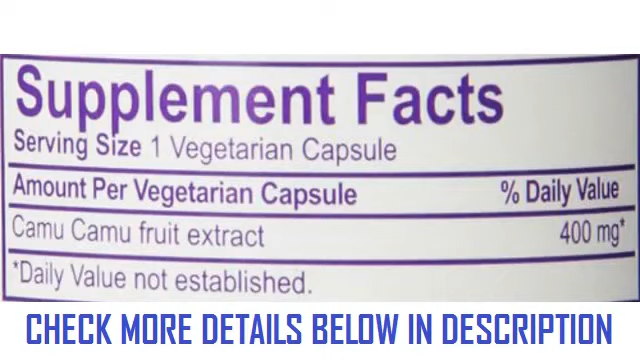 Supplement Facts
Serving Size 1 Vegetarian Capsule
Amount Per Vegetarian Capsule % Daily Value
Camu Camu fruit extract 400 mg*
*Daily Value not established.
CHECK MORE DETAILS BELOW IN DESCRIPTION